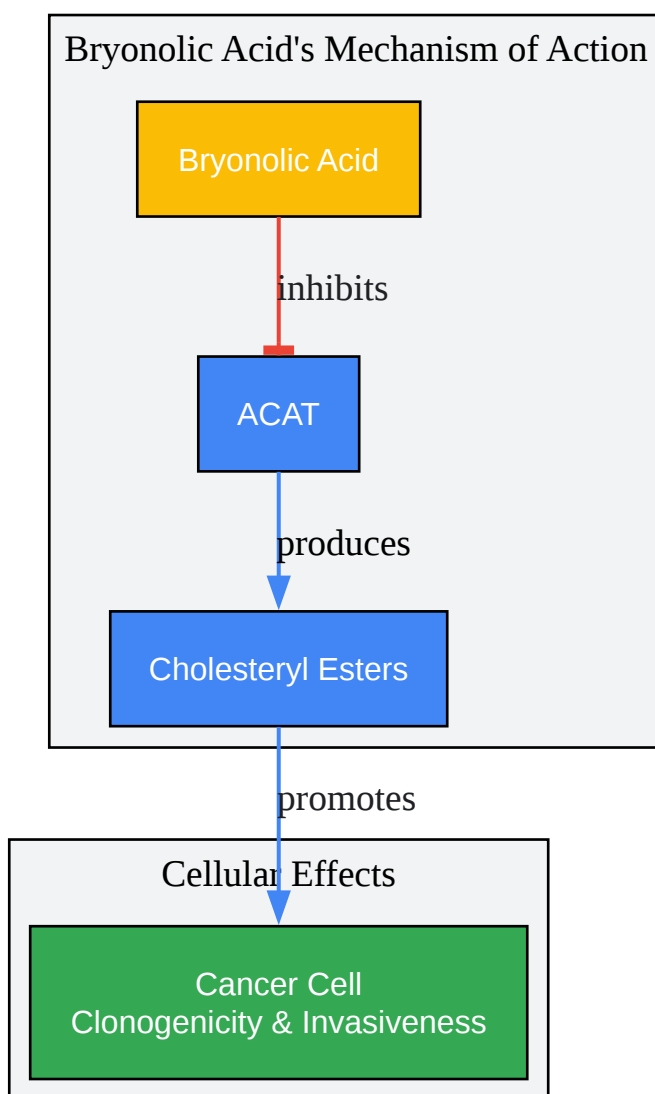 Bryonolic Acid's Mechanism of Action
Bryonolic Acid
inhibits
ACAT
produces
Cholesteryl Esters
promotes
Cellular Effects
Cancer Cell
Clonogenicity & Invasiveness